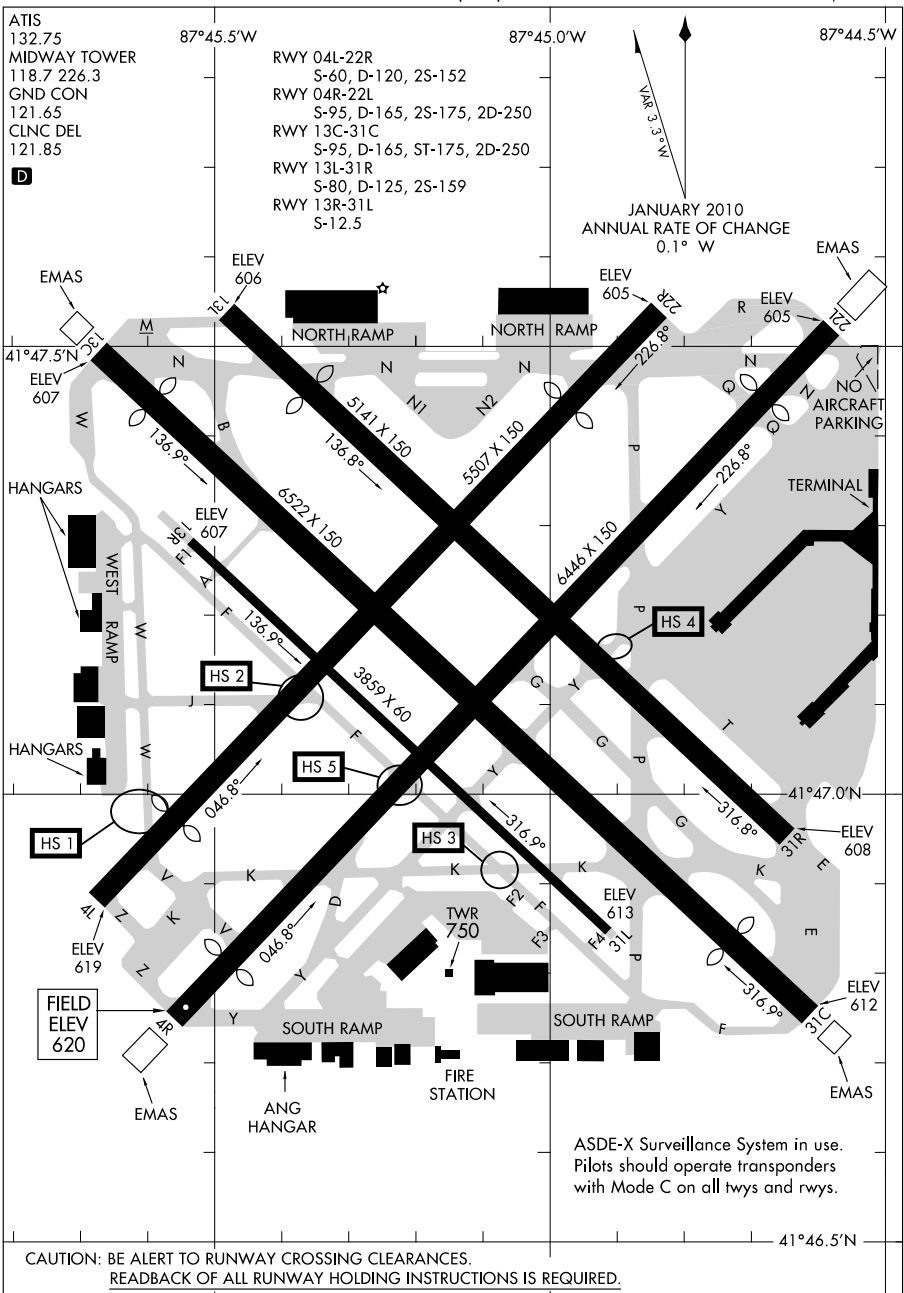 ATIS
132.75
MIDWAY TOWER
118.7 226.3
GND CON
121.65
CLNC DEL
121.85
D
87°45.5'W
87°45.0'W
87°44.5'W
RWY 04L-22R
S-60, D-120, 2S-152
RWY 04R-22L
S-95, D-165, 2S-175, 2D-250
RWY 13C-31C
S-95, D-165, ST-175, 2D-250
RWY 13L-31R
S-80, D-125, 2S-159
RWY 13R-31L
S-12.5
VAR 3.3° W
JANUARY 2010
ANNUAL RATE OF CHANGE
0.1° W
EMAS
ELEV
606
ELEV
605
EMAS
R
ELEV
605
13L
22R
22L
M
NORTH RAMP
NORTH RAMP
226.8°
41°47.5'N
13C
ELEV
607
N
N
N
N
N
N1
N2
Q
Q
NO
AIRCRAFT
PARKING
W
B
136.9°
5141 X 150
136.8°
5507 X 150
P
226.8°
Y
TERMINAL
HANGARS
13R
ELEV
607
6522 X 150
6446 X 150
F1
A
F
WEST
RAMP
W
136.9°
P
HS 4
HS 2
3859 X 60
J
G
Y
G
P
T
F
W
HANGARS
046.8°
HS 5
Y
G
316.8°
41°47.0'N
HS 1
316.9°
HS 3
31R
ELEV
608
E
V
K
K
K
K
4L
Z
K
V
D
F2
F
ELEV
613
ELEV
619
Z
046.8°
TWR
750
F3
F4
31L
E
Y
P
316.9°
ELEV
612
FIELD
ELEV
620
4R
Y
SOUTH RAMP
SOUTH RAMP
F
31C
EMAS
ANG
HANGAR
FIRE
STATION
EMAS
ASDE-X Surveillance System in use.
Pilots should operate transponders
with Mode C on all twys and rwys.
41°46.5'N
CAUTION: BE ALERT TO RUNWAY CROSSING CLEARANCES.
READBACK OF ALL RUNWAY HOLDING INSTRUCTIONS IS REQUIRED.